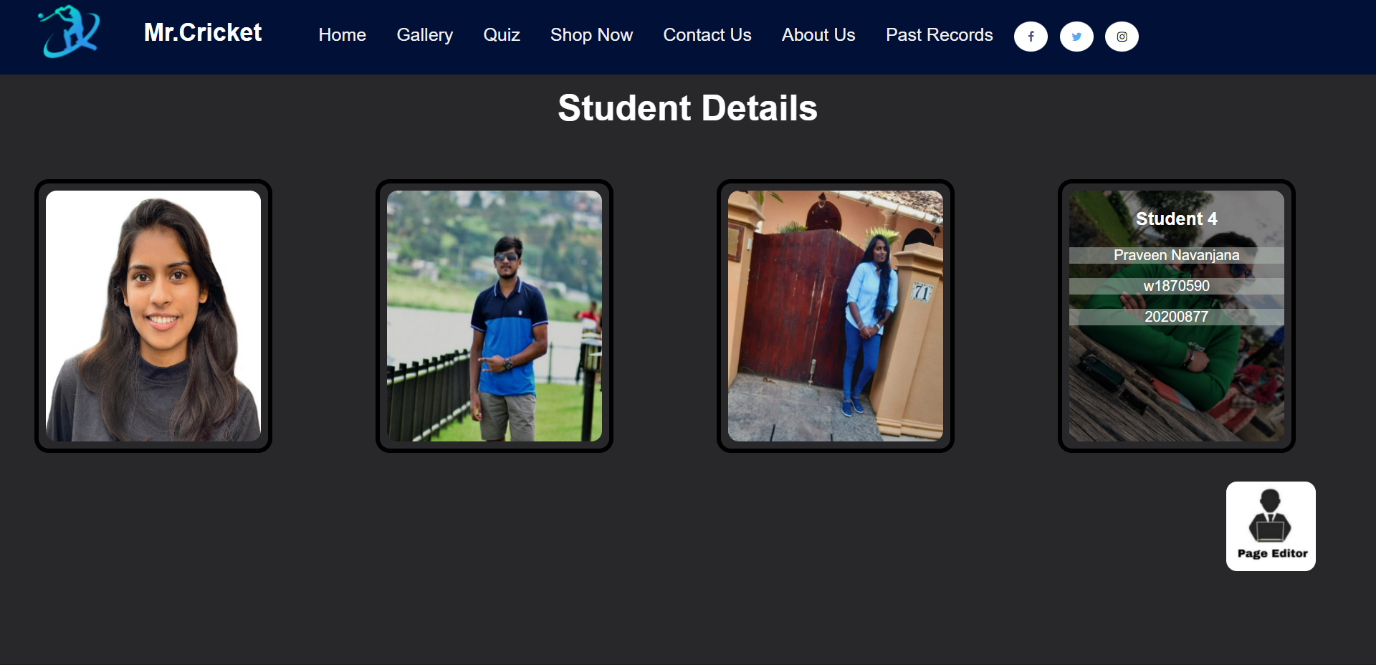 Mr.Cricket
Home Gallery Quiz Shop Now Contact Us About Us Past Records
Student Details
71
Student 4
Praveen Navanjana
w1870590
20200877
Page Editor